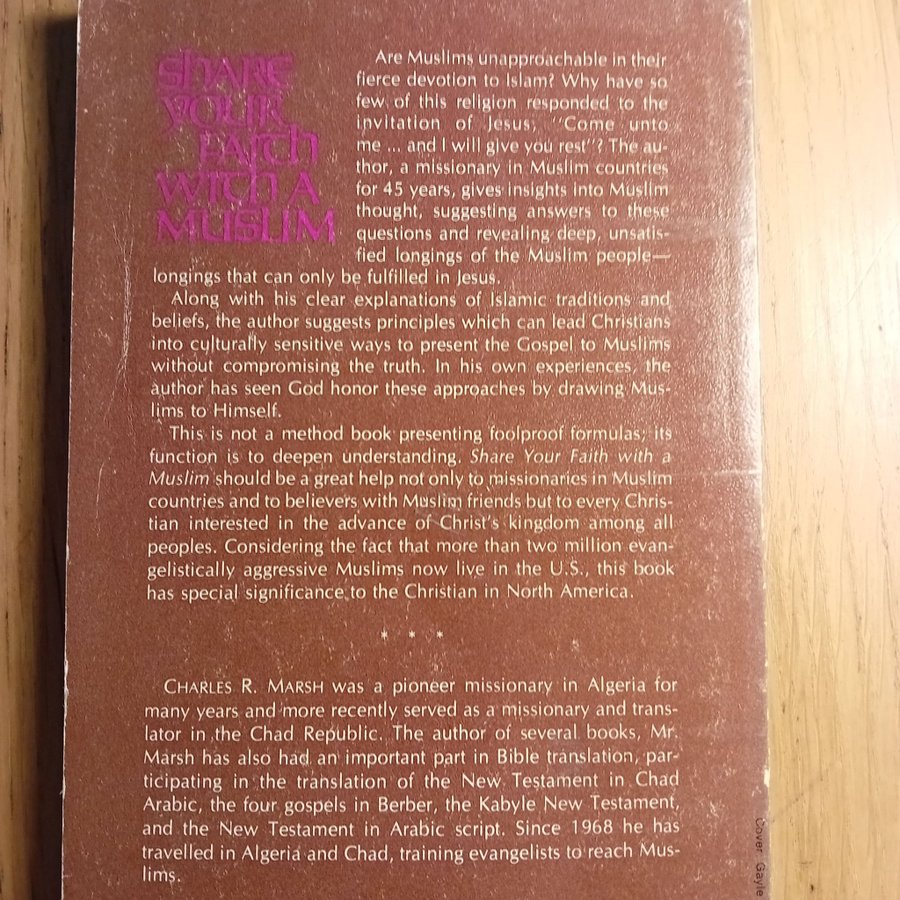 SHARE
YOUR
FAITH
WITH A
MUSLIM
Are Muslims unapproachable in their
fierce devotion to Islam? Why have so
few of this religion responded to the
invitation of Jesus, "Come unto
me ... and I will give you rest"? The au-
thor, a missionary in Muslim countries
for 45 years, gives insights into Muslim
thought, suggesting answers to these
questions and revealing deep, unsatis-
fied longings of the Muslim people—
longings that can only be fulfilled in Jesus.
Along with his clear explanations of Islamic traditions and
beliefs, the author suggests principles which can lead Christians
into culturally sensitive ways to present the Gospel to Muslims
without compromising the truth. In his own experiences, the
author has seen God honor these approaches by drawing Mus-
lims to Himself.
This is not a method book presenting foolproof formulas; its
function is to deepen understanding. Share Your Faith with a
Muslim should be a great help not only to missionaries in Muslim
countries and to believers with Muslim friends but to every Chris-
tian interested in the advance of Christ's kingdom among all
peoples. Considering the fact that more than two million evan-
gelistically aggressive Muslims now live in the U.S., this book
has special significance to the Christian in North America.
* * *
CHARLES R. MARSH was a pioneer missionary in Algeria for
many years and more recently served as a missionary and trans-
lator in the Chad Republic. The author of several books, Mr.
Marsh has also had an important part in Bible translation, par-
ticipating in the translation of the New Testament in Chad
Arabic, the four gospels in Berber, the Kabyle New Testament,
and the New Testament in Arabic script. Since 1968 he has
travelled in Algeria and Chad, training evangelists to reach Mus-
lims.
Cover Gayle